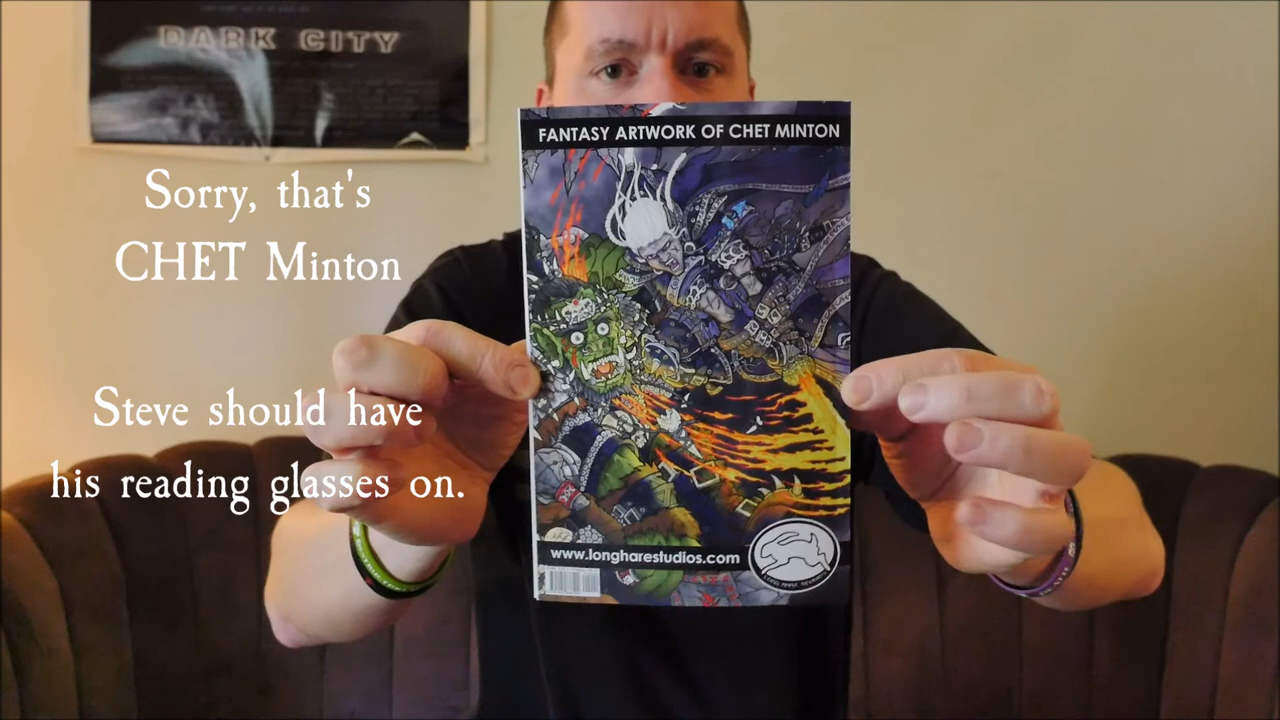 DARK CITY
FANTASY ARTWORK OF CHET MINTON
Sorry, that's
CHET Minton
Steve should have
his reading glasses on.
www.longharestudios.com